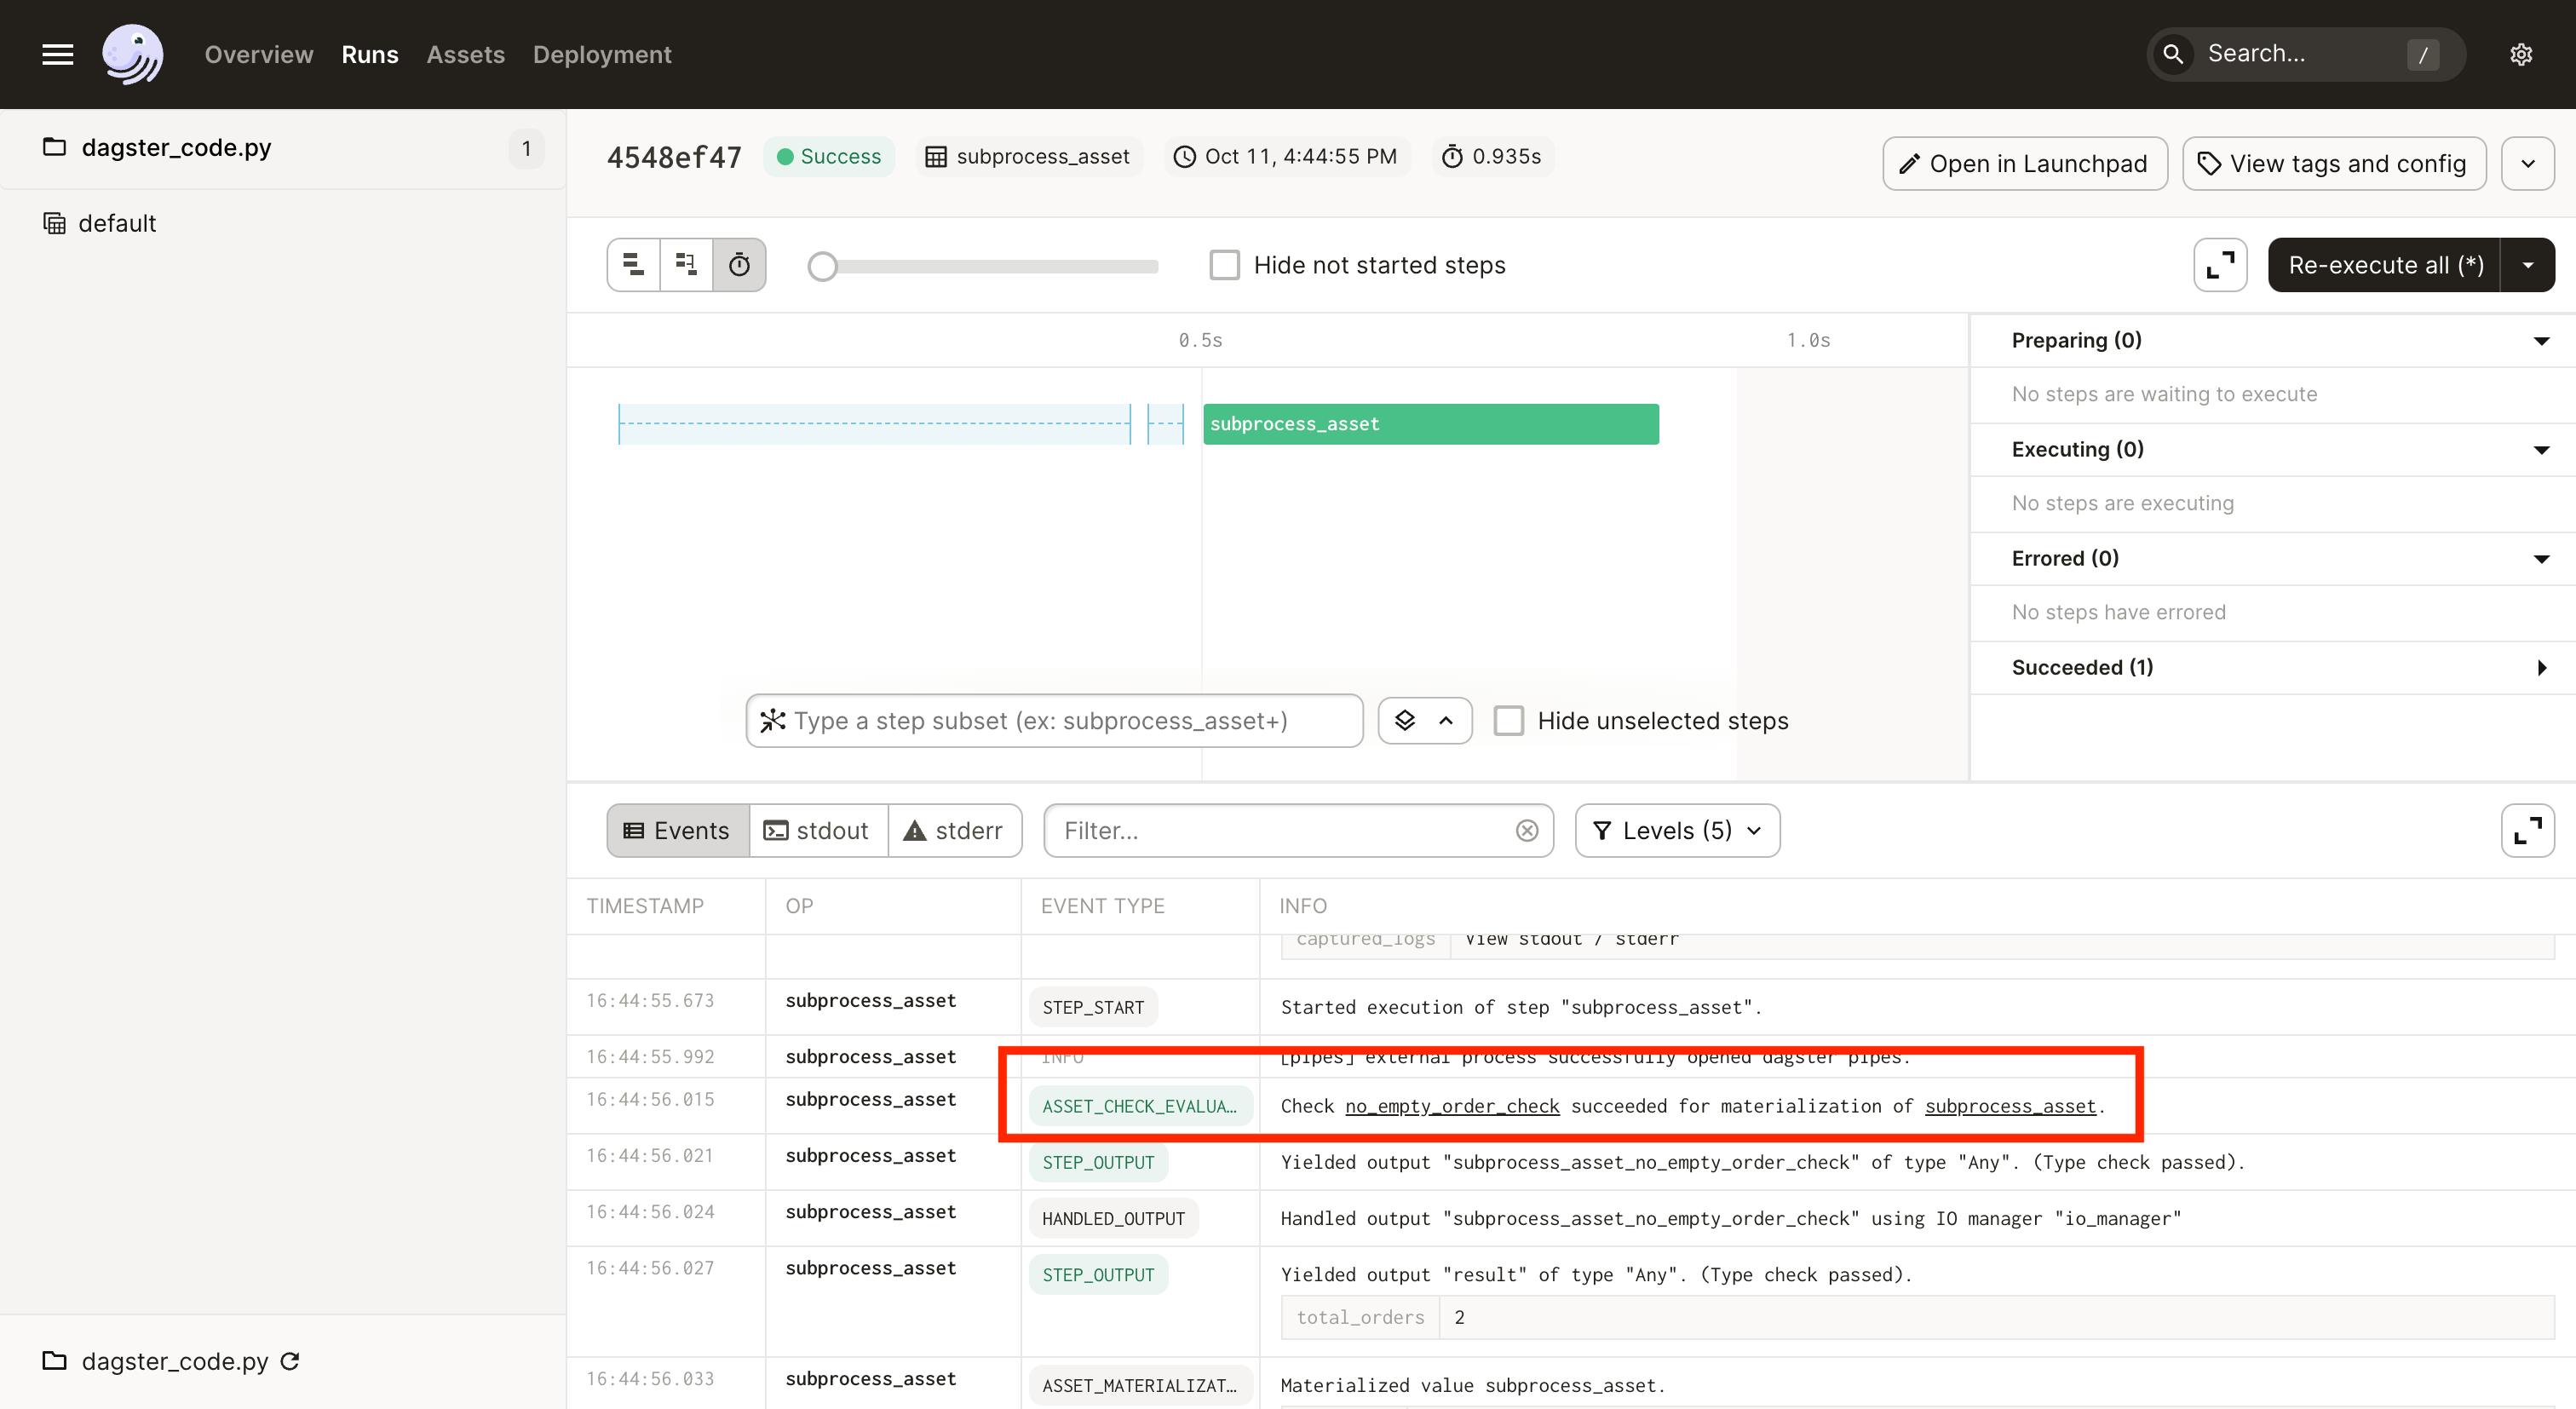 Overview Runs Assets Deployment Search... /
dagster_code.py 1
default
dagster_code.py
4548ef47 Success subprocess_asset Oct 11, 4:44:55 PM 0.935s Open in Launchpad View tags and config
Hide not started steps Re-execute all (*)
0.5s 1.0s
subprocess_asset
Preparing (0)
No steps are waiting to execute
Executing (0)
No steps are executing
Errored (0)
No steps have errored
Succeeded (1)
Type a step subset (ex: subprocess_asset+) Hide unselected steps
Events stdout stderr Filter... Levels (5)
TIMESTAMP OP EVENT TYPE INFO
captured_logs View stdout / stderr
16:44:55.673 subprocess_asset STEP_START Started execution of step "subprocess_asset".
16:44:55.992 subprocess_asset INFO [pipes] external process successfully opened dagster pipes.
16:44:56.015 subprocess_asset ASSET_CHECK_EVALUA... Check no_empty_order_check succeeded for materialization of subprocess_asset.
16:44:56.021 subprocess_asset STEP_OUTPUT Yielded output "subprocess_asset_no_empty_order_check" of type "Any". (Type check passed).
16:44:56.024 subprocess_asset HANDLED_OUTPUT Handled output "subprocess_asset_no_empty_order_check" using IO manager "io_manager"
16:44:56.027 subprocess_asset STEP_OUTPUT Yielded output "result" of type "Any". (Type check passed).
total_orders 2
16:44:56.033 subprocess_asset ASSET_MATERIALIZAT... Materialized value subprocess_asset.